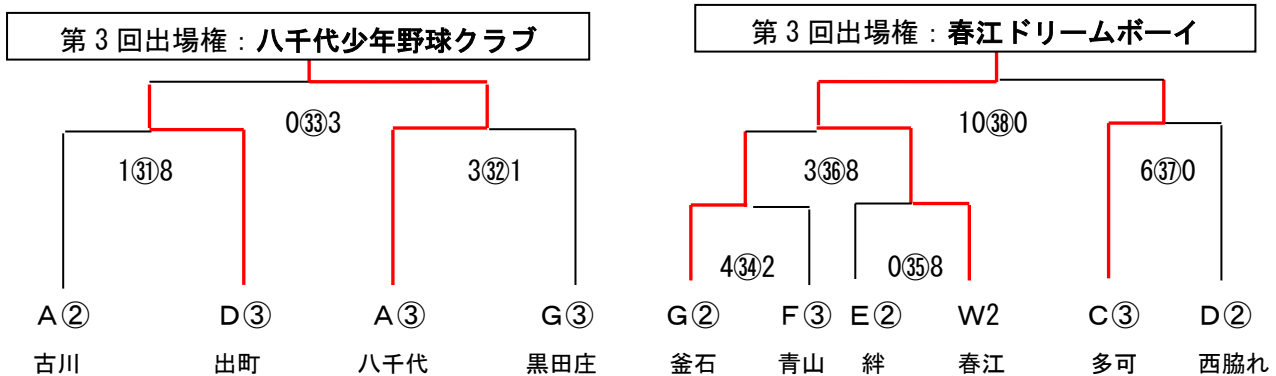 第3回出場権：八千代少年野球クラブ
第3回出場権：春江ドリームボーイ
0㉝3
10㊳0
1㉛8
3㉜1
3㊱8
6㊲0
4㉞2
0㉟8
A② D③ A③ G③ G② F③ E② W2 C③ D②
古川 出町 八千代 黒田庄 釜石 青山 絆 春江 多可 西脇れ